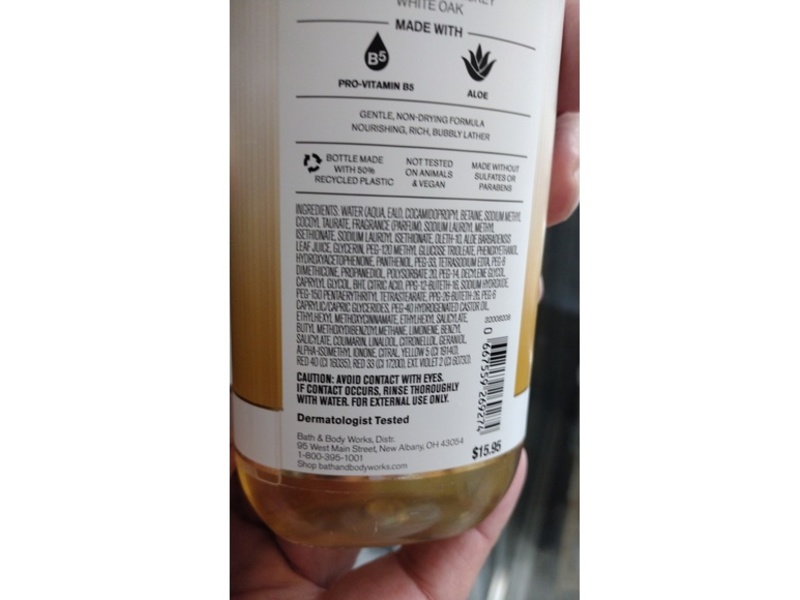 WHITE OAK
MADE WITH
B5
PRO-VITAMIN B5
ALOE
GENTLE, NON-DRYING FORMULA
NOURISHING, RICH, BUBBLY LATHER
BOTTLE MADE
WITH 50%
RECYCLED PLASTIC
NOT TESTED
ON ANIMALS
& VEGAN
MADE WITHOUT
SULFATES OR
PARABENS
INGREDIENTS: WATER (AQUA, EAU), COCAMIDOPROPYL BETAINE, SODIUM METHYL
COCOYL TAURATE, FRAGRANCE (PARFUM), SODIUM LAUROYL METHYL
ISETHIONATE, SODIUM LAUROYL ISETHIONATE, OLETH-10, ALOE BARBADENSIS
LEAF JUICE, GLYCERIN, PEG-120 METHYL GLUCOSE TRIOLEATE, PHENOXYETHANOL,
HYDROXYACETOPHENONE, PANTHENOL, PEG-33, TETRASODIUM EDTA, PEG-8
DIMETHICONE, PROPANEDIOL, POLYSORBATE 20, PEG-14, DECYLENE GLYCOL,
CAPRYLYL GLYCOL, BHT, CITRIC ACID, PPG-12-BUTETH-16, SODIUM HYDROXIDE,
PEG-150 PENTAERYTHRITYL TETRASTEARATE, PPG-26-BUTETH-26, PEG-6
CAPRYLIC/CAPRIC GLYCERIDES, PEG-40 HYDROGENATED CASTOR OIL,
ETHYLHEXYL METHOXYCINNAMATE, ETHYLHEXYL SALICYLATE,
BUTYL METHOXYDIBENZOYLMETHANE, LIMONENE, BENZYL
SALICYLATE, COUMARIN, LINALOOL, CITRONELLOL, GERANIOL,
ALPHA-ISOMETHYL IONONE, CITRAL, YELLOW 5 (CI 19140),
RED 40 (CI 16035), RED 33 (CI 17200), EXT. VIOLET 2 (CI 60730).
CAUTION: AVOID CONTACT WITH EYES.
IF CONTACT OCCURS, RINSE THOROUGHLY
WITH WATER. FOR EXTERNAL USE ONLY.
Dermatologist Tested
Bath & Body Works, Distr.
95 West Main Street, New Albany, OH 43054
1-800-395-1001
Shop bathandbodyworks.com
0 667559 269274
$15.95